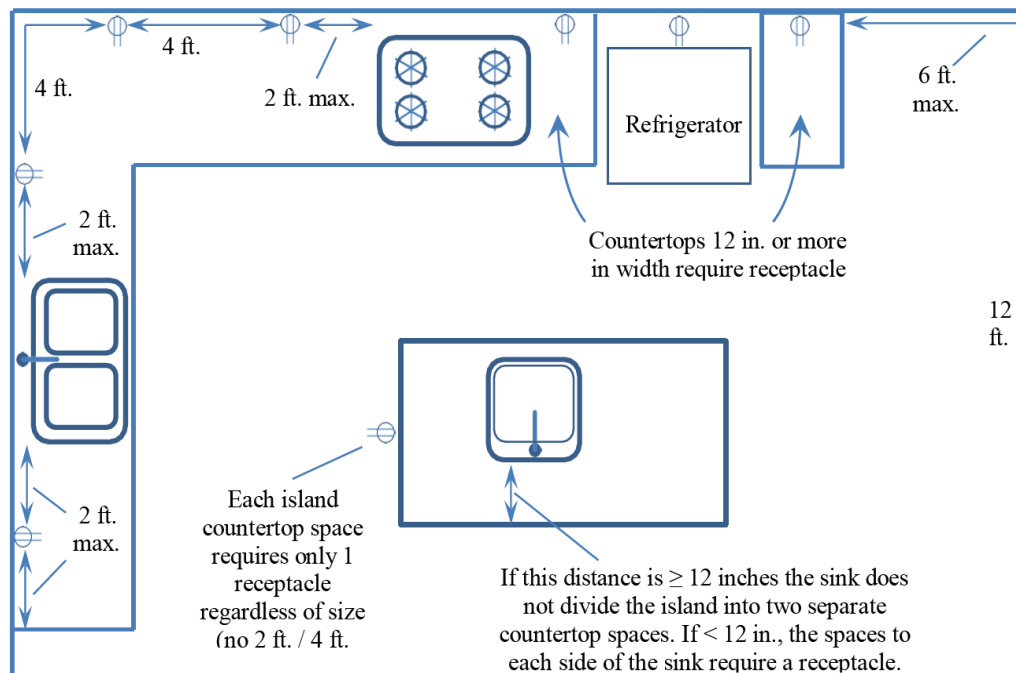 4 ft.
4 ft.
2 ft. max.
6 ft.
max.
Refrigerator
2 ft.
max.
Countertops 12 in. or more
in width require receptacle
12
ft.
2 ft.
max.
Each island
countertop space
requires only 1
receptacle
regardless of size
(no 2 ft. / 4 ft.
If this distance is ≥ 12 inches the sink does
not divide the island into two separate
countertop spaces. If < 12 in., the spaces to
each side of the sink require a receptacle.